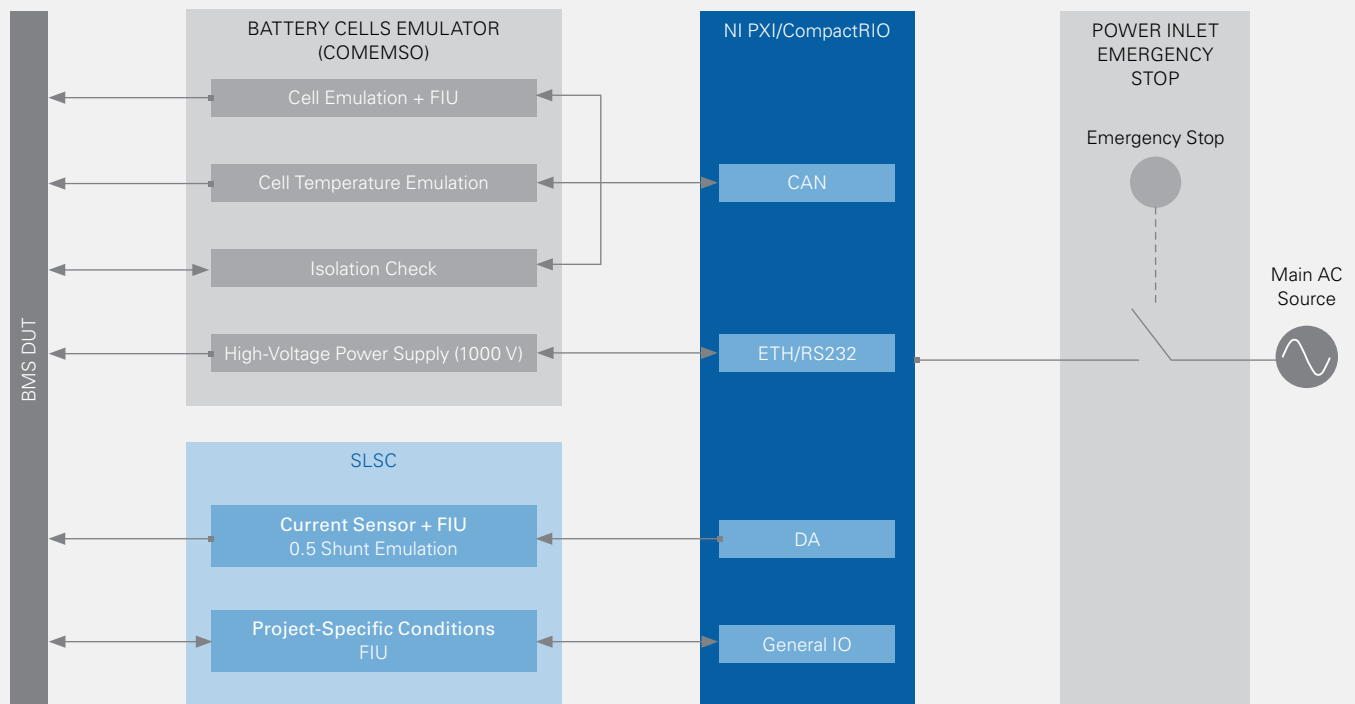 BMS DUT
BATTERY CELLS EMULATOR
(COMEMSO)
Cell Emulation + FIU
Cell Temperature Emulation
Isolation Check
High-Voltage Power Supply (1000 V)
SLSC
Current Sensor + FIU
0.5 Shunt Emulation
Project-Specific Conditions
FIU
NI PXI/CompactRIO
CAN
ETH/RS232
DA
General IO
POWER INLET
EMERGENCY
STOP
Emergency Stop
Main AC
Source